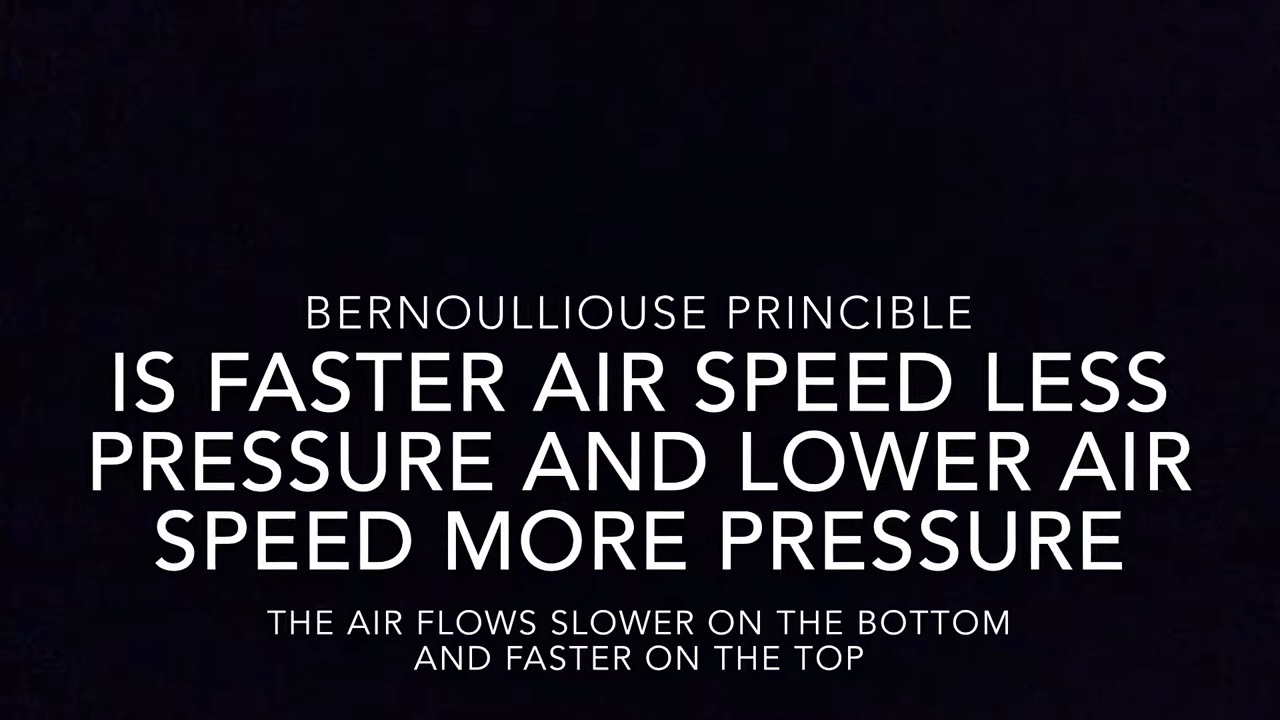 BERNOULLIOUSE PRINCIBLE
IS FASTER AIR SPEED LESS
PRESSURE AND LOWER AIR
SPEED MORE PRESSURE
THE AIR FLOWS SLOWER ON THE BOTTOM
AND FASTER ON THE TOP